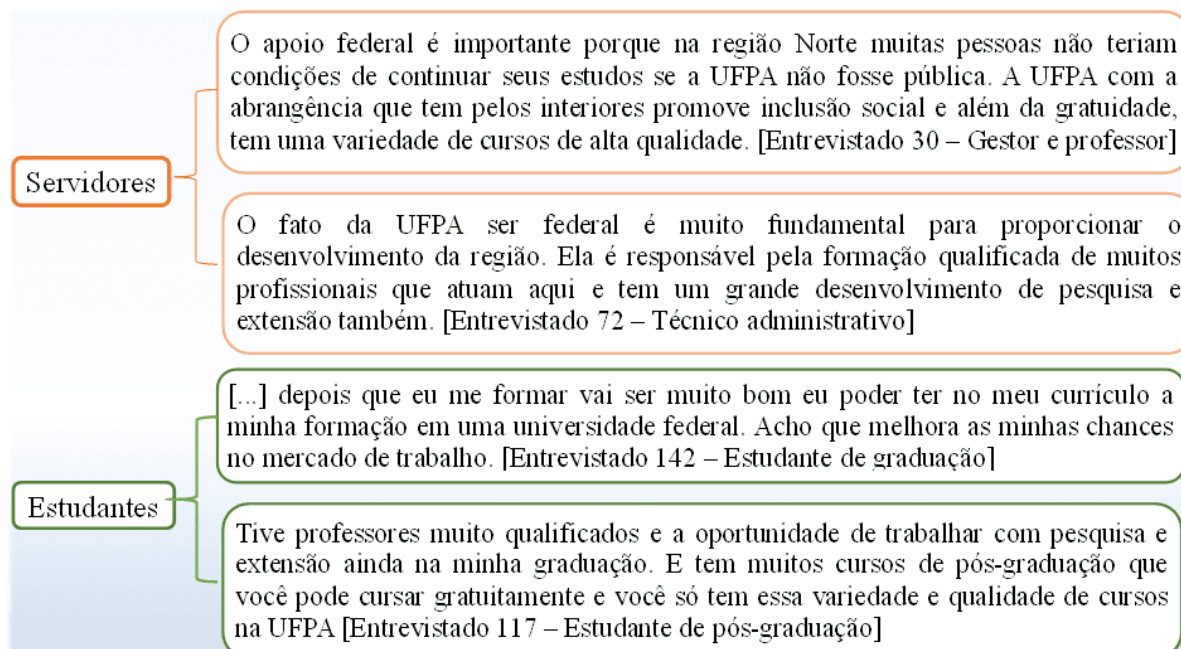 Servidores
O apoio federal é importante porque na região Norte muitas pessoas não teriam
condições de continuar seus estudos se a UFPA não fosse pública. A UFPA com a
abrangência que tem pelos interiores promove inclusão social e além da gratuidade,
tem uma variedade de cursos de alta qualidade. [Entrevistado 30 – Gestor e professor]
O fato da UFPA ser federal é muito fundamental para proporcionar o
desenvolvimento da região. Ela é responsável pela formação qualificada de muitos
profissionais que atuam aqui e tem um grande desenvolvimento de pesquisa e
extensão também. [Entrevistado 72 – Técnico administrativo]
Estudantes
[...] depois que eu me formar vai ser muito bom eu poder ter no meu currículo a
minha formação em uma universidade federal. Acho que melhora as minhas chances
no mercado de trabalho. [Entrevistado 142 – Estudante de graduação]
Tive professores muito qualificados e a oportunidade de trabalhar com pesquisa e
extensão ainda na minha graduação. E tem muitos cursos de pós-graduação que
você pode cursar gratuitamente e você só tem essa variedade e qualidade de cursos
na UFPA [Entrevistado 117 – Estudante de pós-graduação]